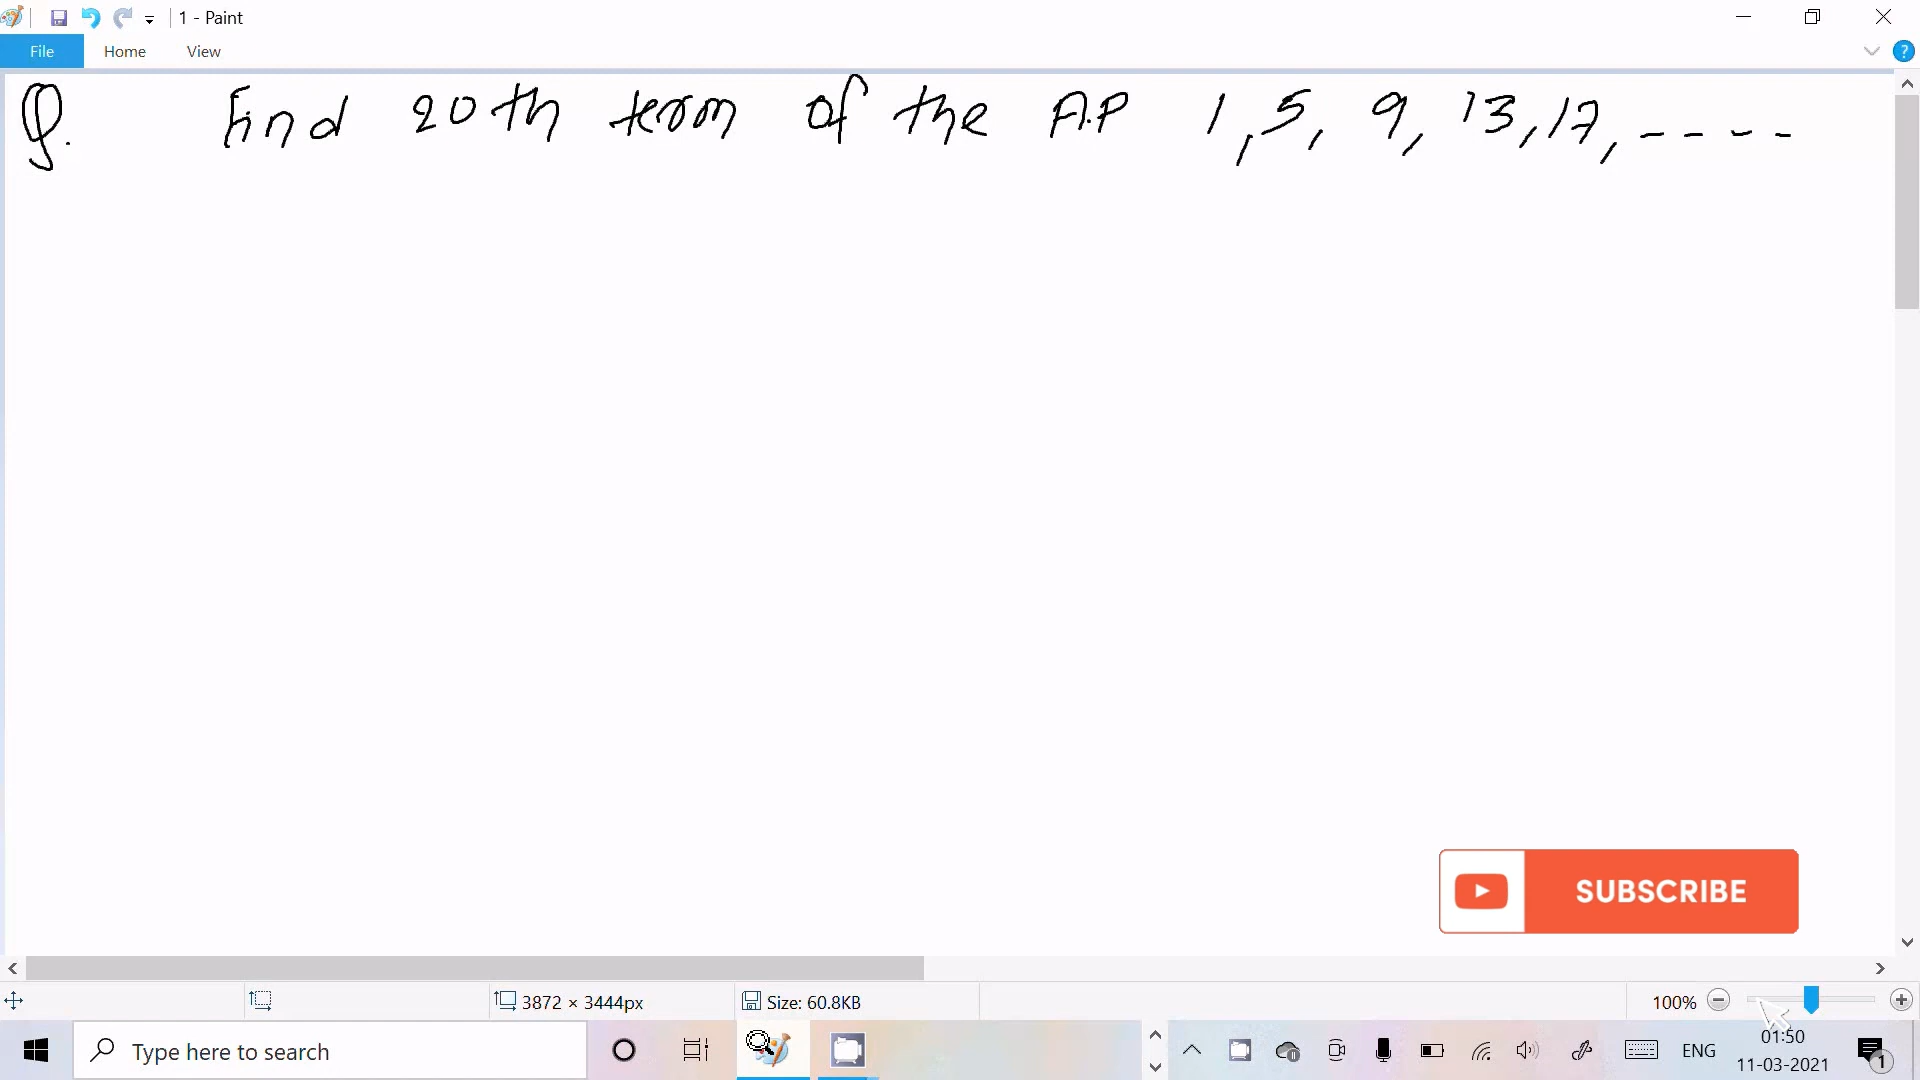 1 - Paint
File Home View
Q. Find 20th term of the A.P 1, 5, 9, 13, 17, ----
SUBSCRIBE
3872 × 3444px Size: 60.8KB 100%
Type here to search ENG 01:50
11-03-2021 1